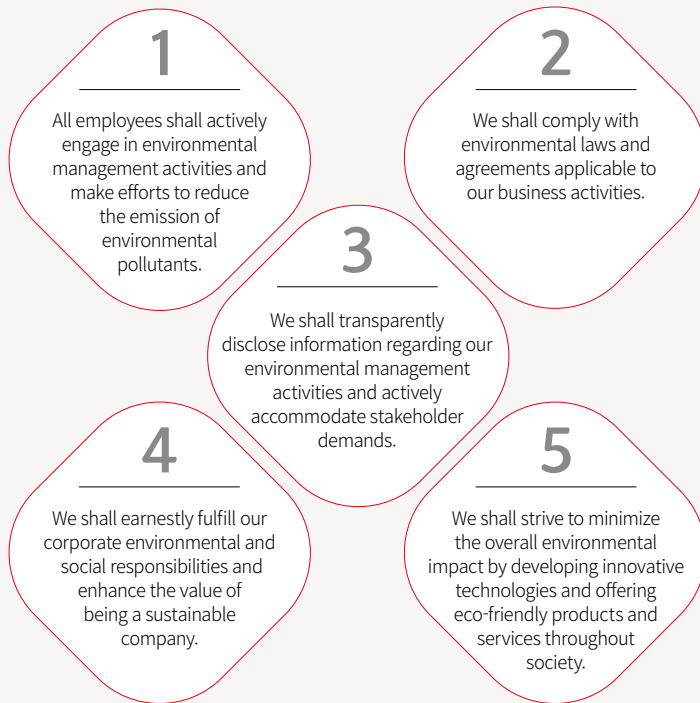 1
All employees shall actively
engage in environmental
management activities and
make efforts to reduce
the emission of
environmental
pollutants.
2
We shall comply with
environmental laws and
agreements applicable to
our business activities.
3
We shall transparently
disclose information regarding our
environmental management
activities and actively
accommodate stakeholder
demands.
4
We shall earnestly fulfill our
corporate environmental and
social responsibilities and
enhance the value of
being a sustainable
company.
5
We shall strive to minimize
the overall environmental
impact by developing innovative
technologies and offering
eco-friendly products and
services throughout
society.